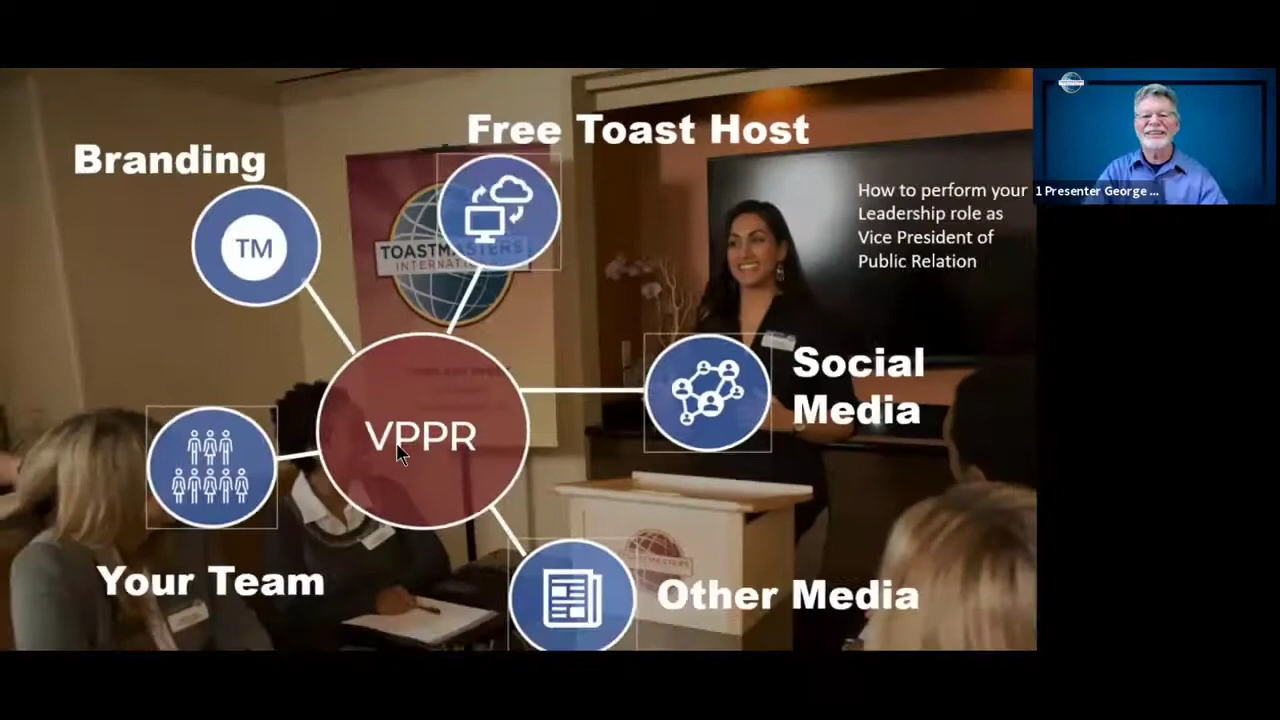 Free Toast Host
Branding
TM
TOASTMASTERS
INTERNATIONAL
How to perform your
Leadership role as
Vice President of
Public Relation
1 Presenter George ...
Social
Media
VPPR
Your Team
Other Media